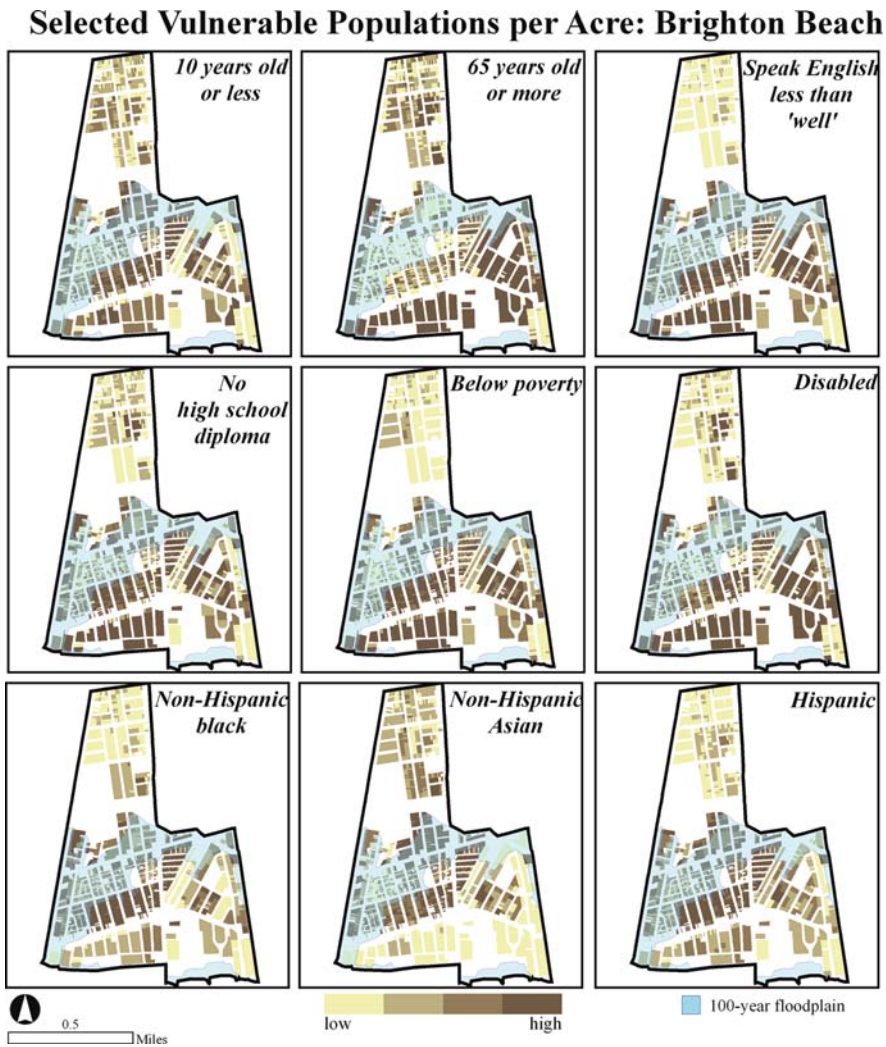 Selected Vulnerable Populations per Acre: Brighton Beach
10 years old
or less
65 years old
or more
Speak English
less than
'well'
No
high school
diploma
Below poverty
Disabled
Non-Hispanic
black
Non-Hispanic
Asian
Hispanic
0.5
Miles
low
high
100-year floodplain